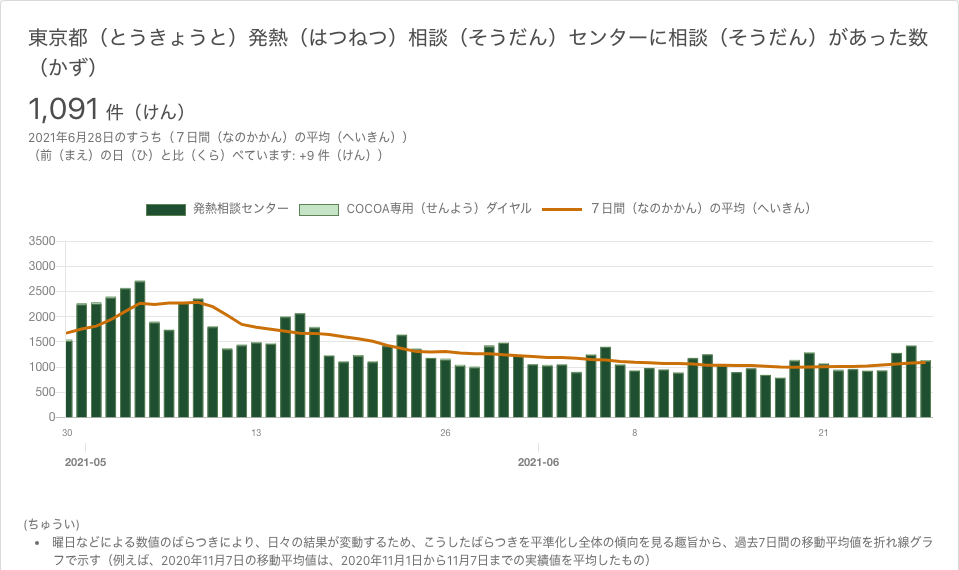 東京都（とうきょうと）発熱（はつねつ）相談（そうだん）センターに相談（そうだん）があった数
（かず）
1,091 件（けん）
2021年6月28日のすうち（７日間（なのかかん）の平均（へいきん））
（前（まえ）の日（ひ）と比（くら）べています: +9 件（けん））
発熱相談センター COCOA専用（せんよう）ダイヤル ７日間（なのかかん）の平均（へいきん）
3500
3000
2500
2000
1500
1000
500
0
30 13 26 8 21
2021-05 2021-06
(ちゅうい)
• 曜日などによる数値のばらつきにより、日々の結果が変動するため、こうしたばらつきを平準化し全体の傾向を見る趣旨から、過去7日間の移動平均値を折れ線グラ
フで示す（例えば、2020年11月7日の移動平均値は、2020年11月1日から11月7日までの実績値を平均したもの）